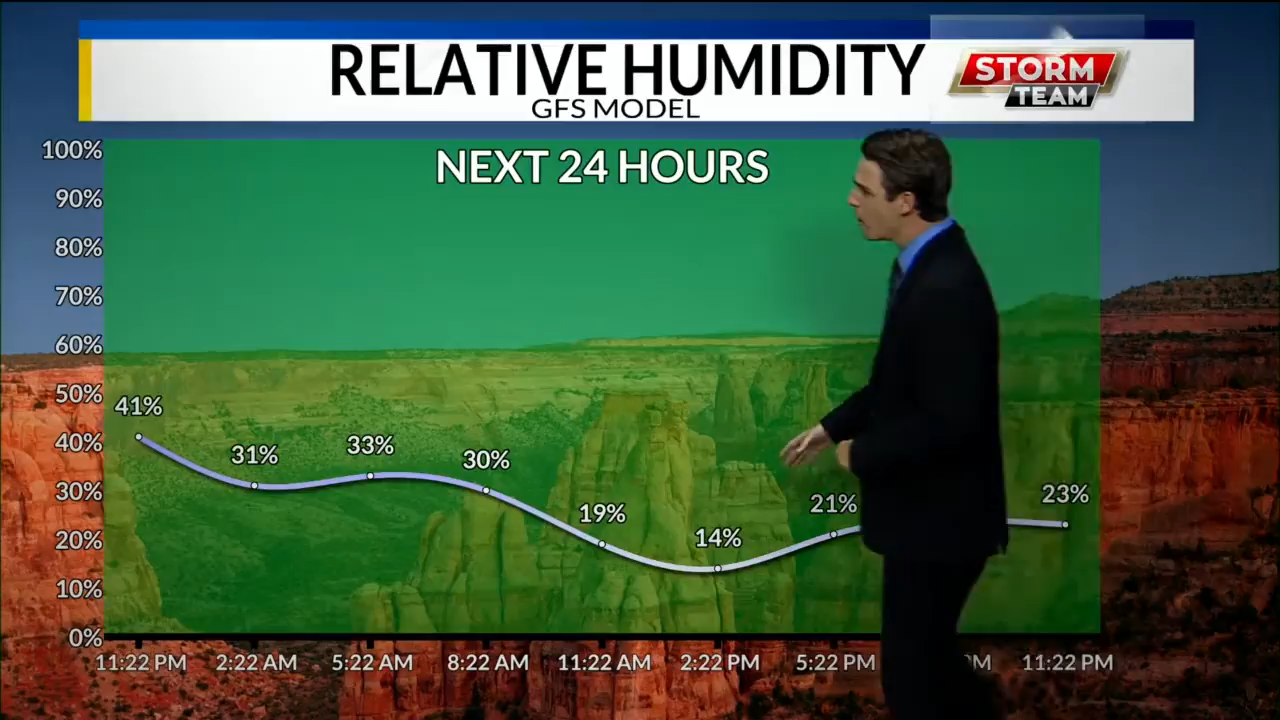 RELATIVE HUMIDITY
GFS MODEL
STORM
TEAM
NEXT 24 HOURS
100%
90%
80%
70%
60%
50%
40%
30%
20%
10%
0%
41%
31%
33%
30%
19%
14%
21%
23%
11:22 PM
2:22 AM
5:22 AM
8:22 AM
11:22 AM
2:22 PM
5:22 PM
PM
11:22 PM